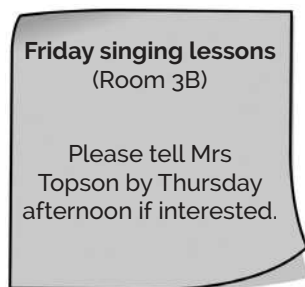 Friday singing lessons
(Room 3B)
Please tell Mrs
Topson by Thursday
afternoon if interested.